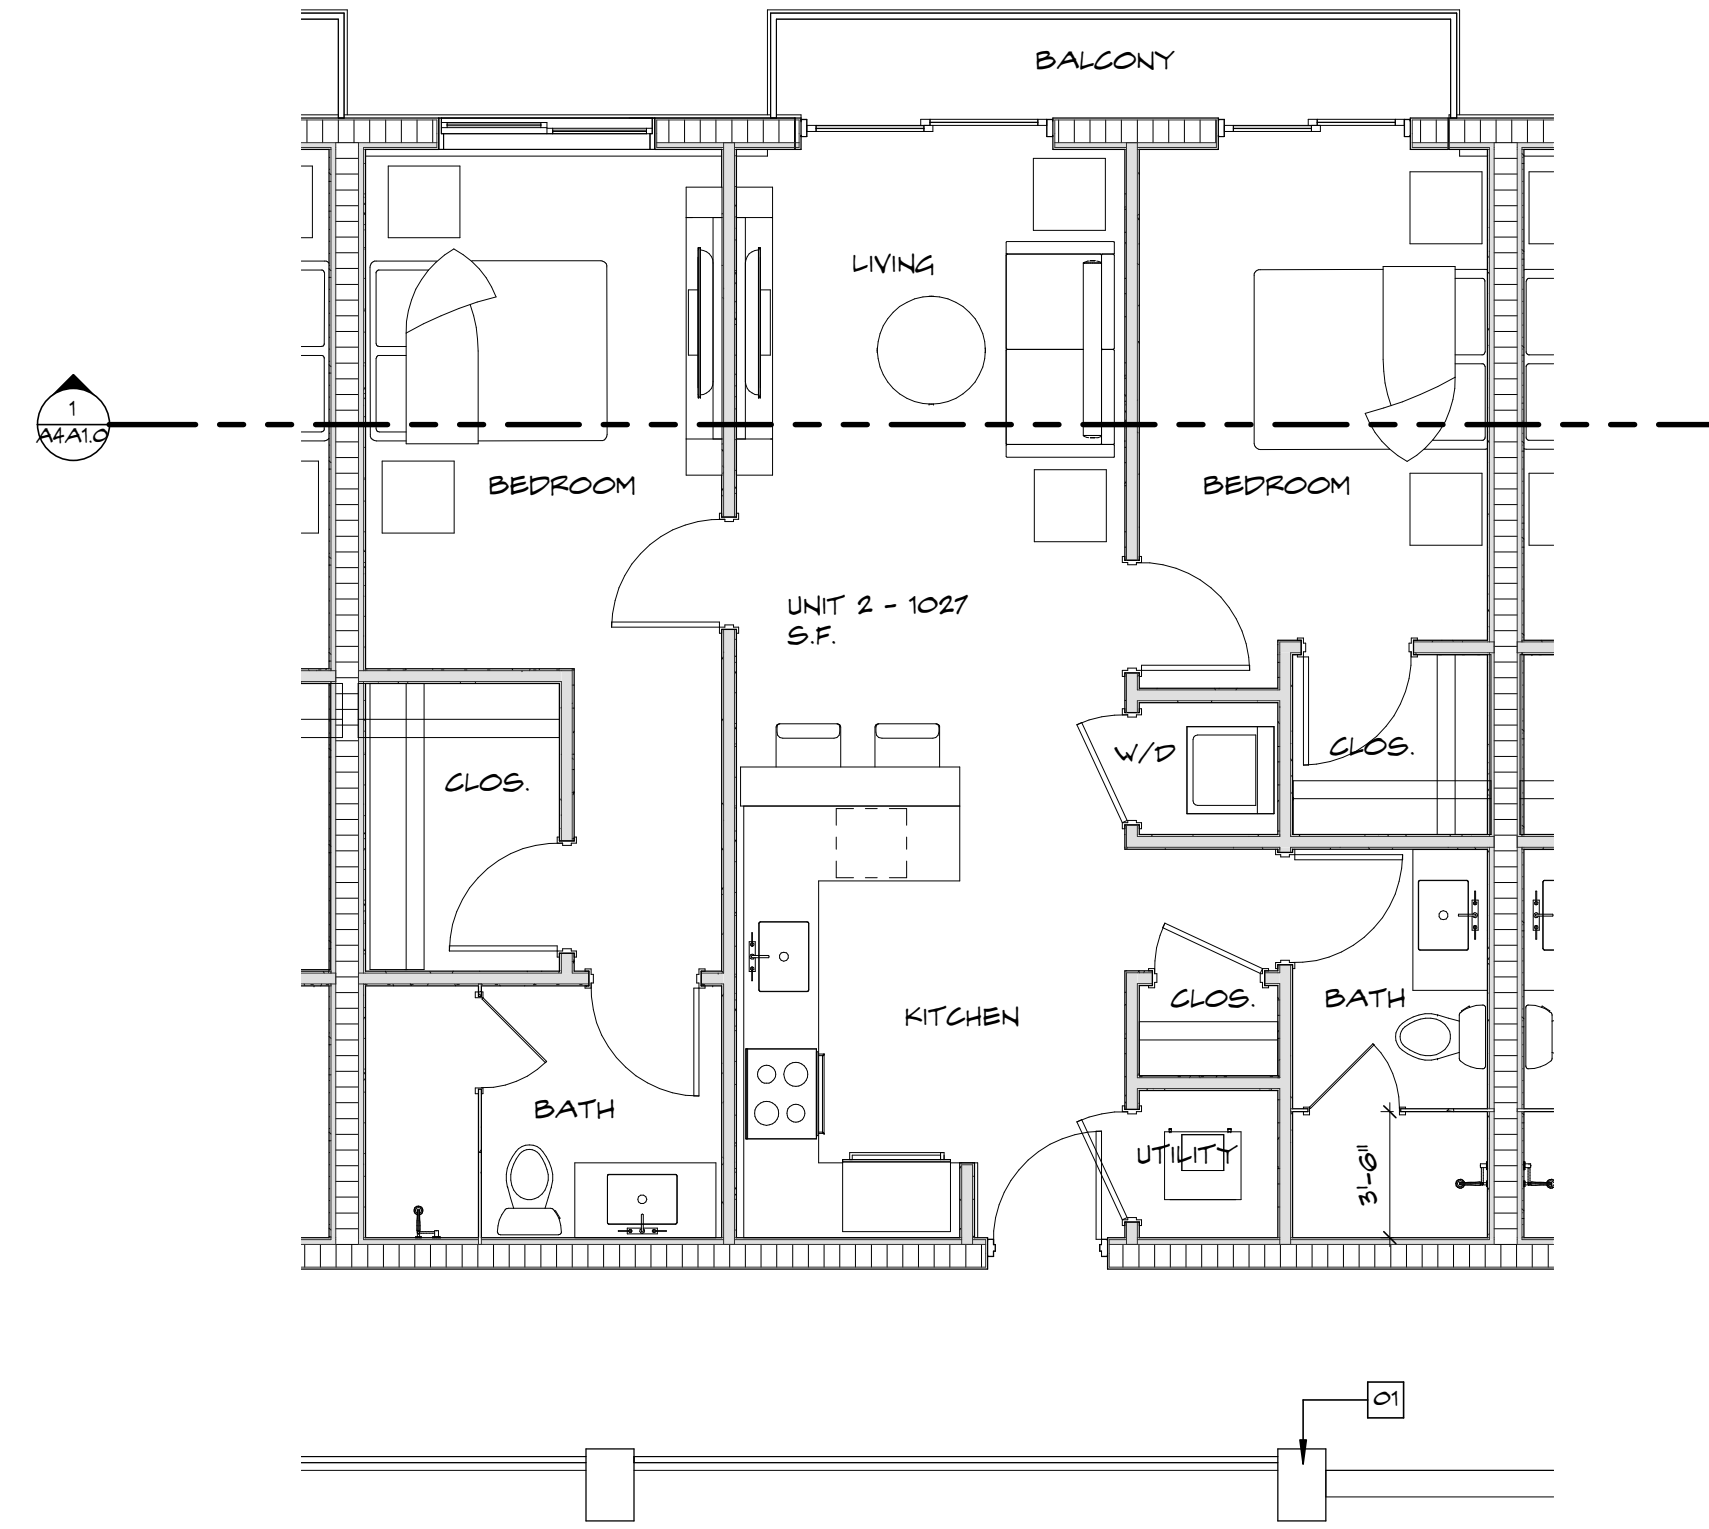 BALCONY
LIVING
1
A4A1.0
BEDROOM
BEDROOM
UNIT 2 - 1027
S.F.
W/D
CLOS.
CLOS.
CLOS.
BATH
KITCHEN
BATH
UTILITY
3'-6"
01